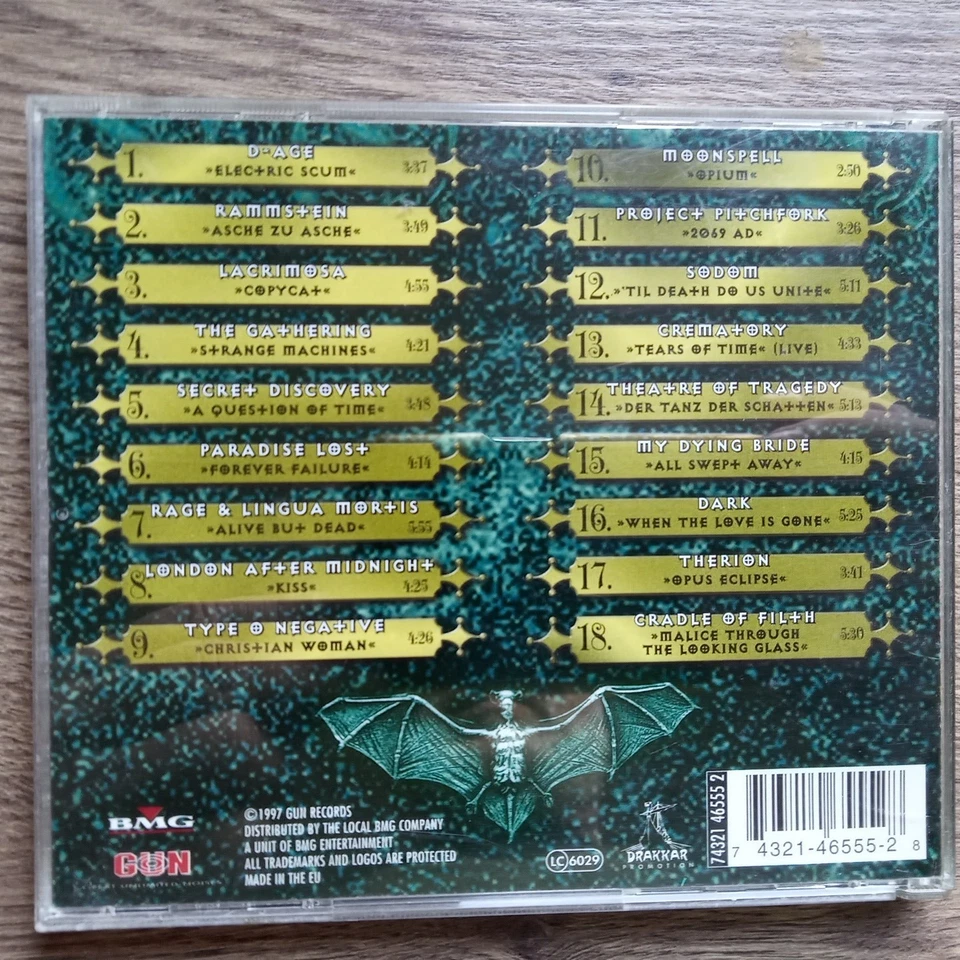 1. D-AGE 3:37
»ELECTRIC SCUM«
2. RAMMSTEIN 3:49
»ASCHE ZU ASCHE«
3. LACRIMOSA 4:55
»COPYCAT«
4. THE GATHERING 4:21
»STRANGE MACHINES«
5. SECRET DISCOVERY 3:48
»A QUESTION OF TIME«
6. PARADISE LOST 4:14
»FOREVER FAILURE«
7. RAGE & LINGUA MORTIS 5:55
»ALIVE BUT DEAD«
8. LONDON AFTER MIDNIGHT 4:25
»KISS«
9. TYPE O NEGATIVE 4:26
»CHRISTIAN WOMAN«
10. MOONSPELL 2:50
»OPIUM«
11. PROJECT PITCHFORK 3:26
»2069 AD«
12. SODOM 5:11
»'TIL DEATH DO US UNITE«
13. CREMATORY 4:33
»TEARS OF TIME« (LIVE)
14. THEATRE OF TRAGEDY 5:13
»DER TANZ DER SCHATTEN«
15. MY DYING BRIDE 4:15
»ALL SWEPT AWAY«
16. DARK 5:25
»WHEN THE LOVE IS GONE«
17. THERION 3:41
»OPUS ECLIPSE«
18. CRADLE OF FILTH 5:30
»MALICE THROUGH
THE LOOKING GLASS«
BMG
GUN
©1997 GUN RECORDS
DISTRIBUTED BY THE LOCAL BMG COMPANY
A UNIT OF BMG ENTERTAINMENT
ALL TRADEMARKS AND LOGOS ARE PROTECTED
MADE IN THE EU
LC 6029
DRAKKAR
PROMOTION
74321 46555 2
7 4321-46555-2 8